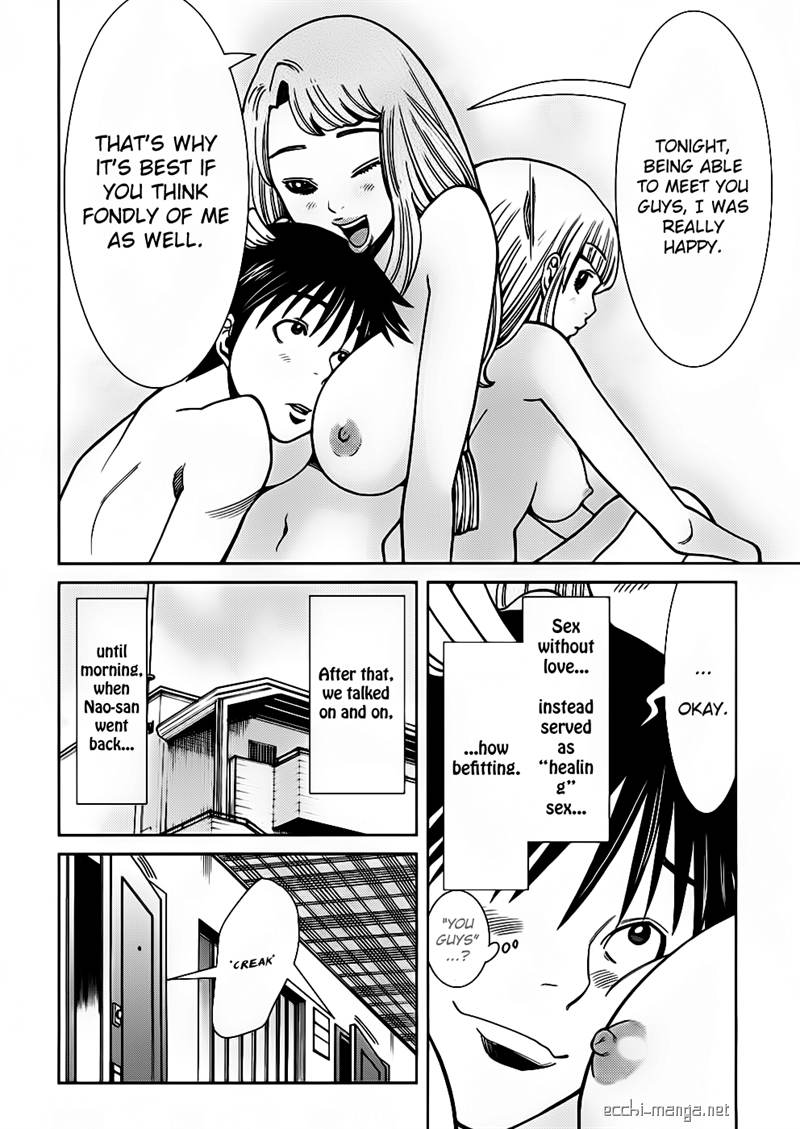 TONIGHT,
BEING ABLE
TO MEET YOU
GUYS, I WAS
REALLY
HAPPY.
THAT'S WHY
IT'S BEST IF
YOU THINK
FONDLY OF ME
AS WELL.
...
OKAY.
Sex
without
love...
instead
served
as
"healin
g"
sex...
...how
befitting.
"YOU
GUYS"
...?
After that,
we talked
on and on,
until
morning,
when
Nao-san
went
back...
*CREAK*
ecchi-manga.net